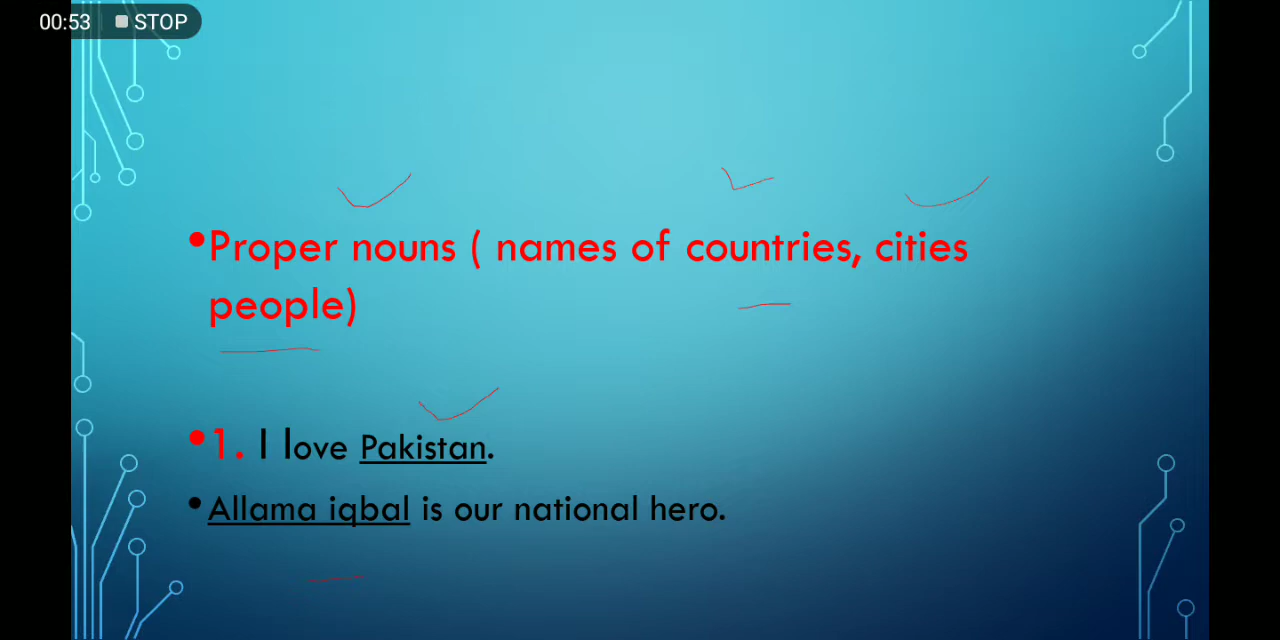 00:53 STOP
•Proper nouns ( names of countries, cities
people)
•1. I love Pakistan.
•Allama iqbal is our national hero.